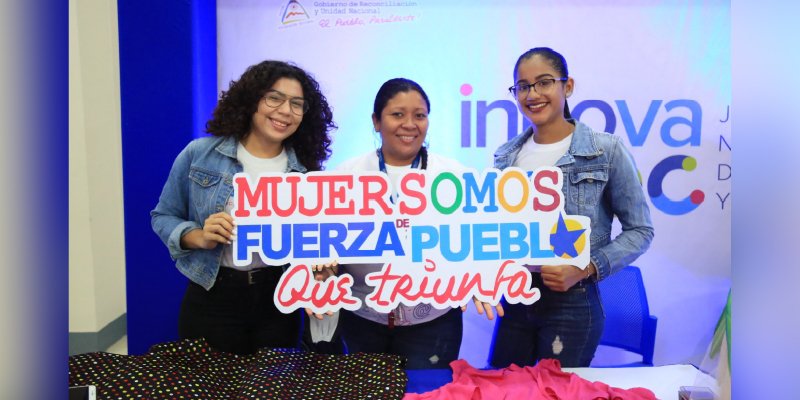 Gobierno de Reconciliación
y Unidad Nacional
El Pueblo, Presidente!
innova
MUJER SOMOS
FUERZA DE PUEBLO
Que triunfa